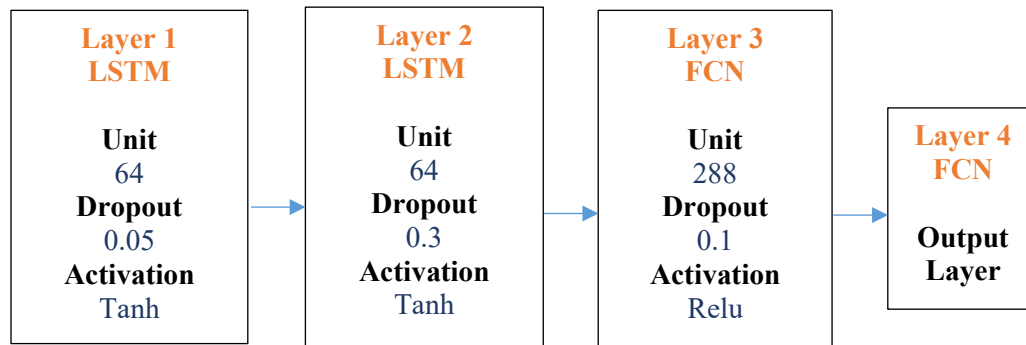 Layer 1
LSTM
Unit
64
Dropout
0.05
Activation
Tanh
Layer 2
LSTM
Unit
64
Dropout
0.3
Activation
Tanh
Layer 3
FCN
Unit
288
Dropout
0.1
Activation
Relu
Layer 4
FCN
Output
Layer